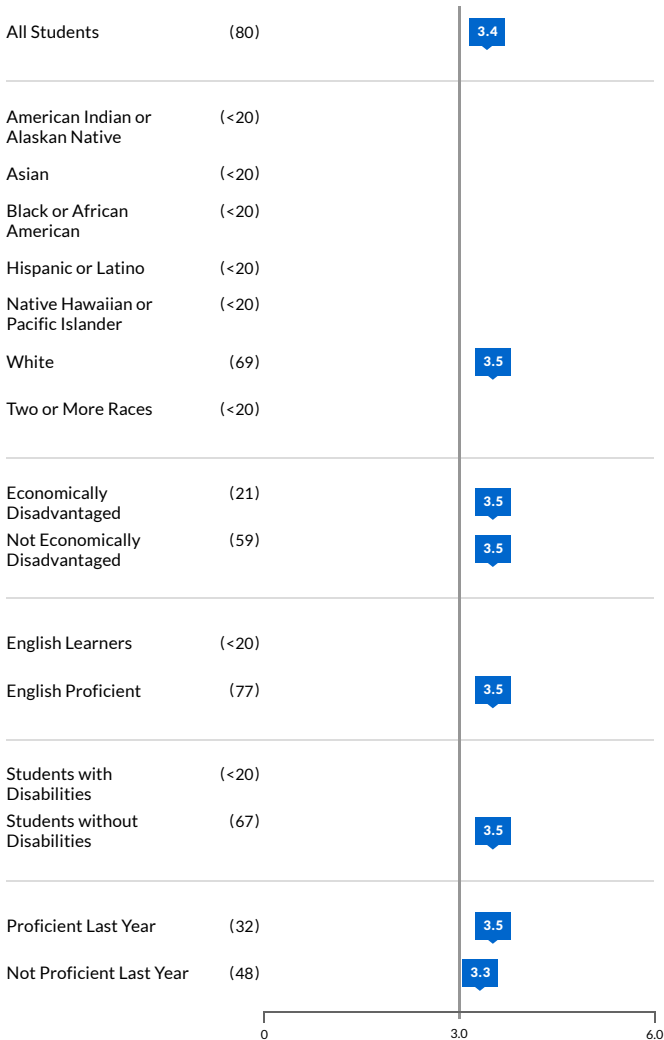 All Students (80) 3.4
American Indian or (<20)
Alaskan Native
Asian (<20)
Black or African (<20)
American
Hispanic or Latino (<20)
Native Hawaiian or (<20)
Pacific Islander
White (69) 3.5
Two or More Races (<20)
Economically (21) 3.5
Disadvantaged
Not Economically (59) 3.5
Disadvantaged
English Learners (<20)
English Proficient (77) 3.5
Students with (<20)
Disabilities
Students without (67) 3.5
Disabilities
Proficient Last Year (32) 3.5
Not Proficient Last Year (48) 3.3
0 3.0 6.0